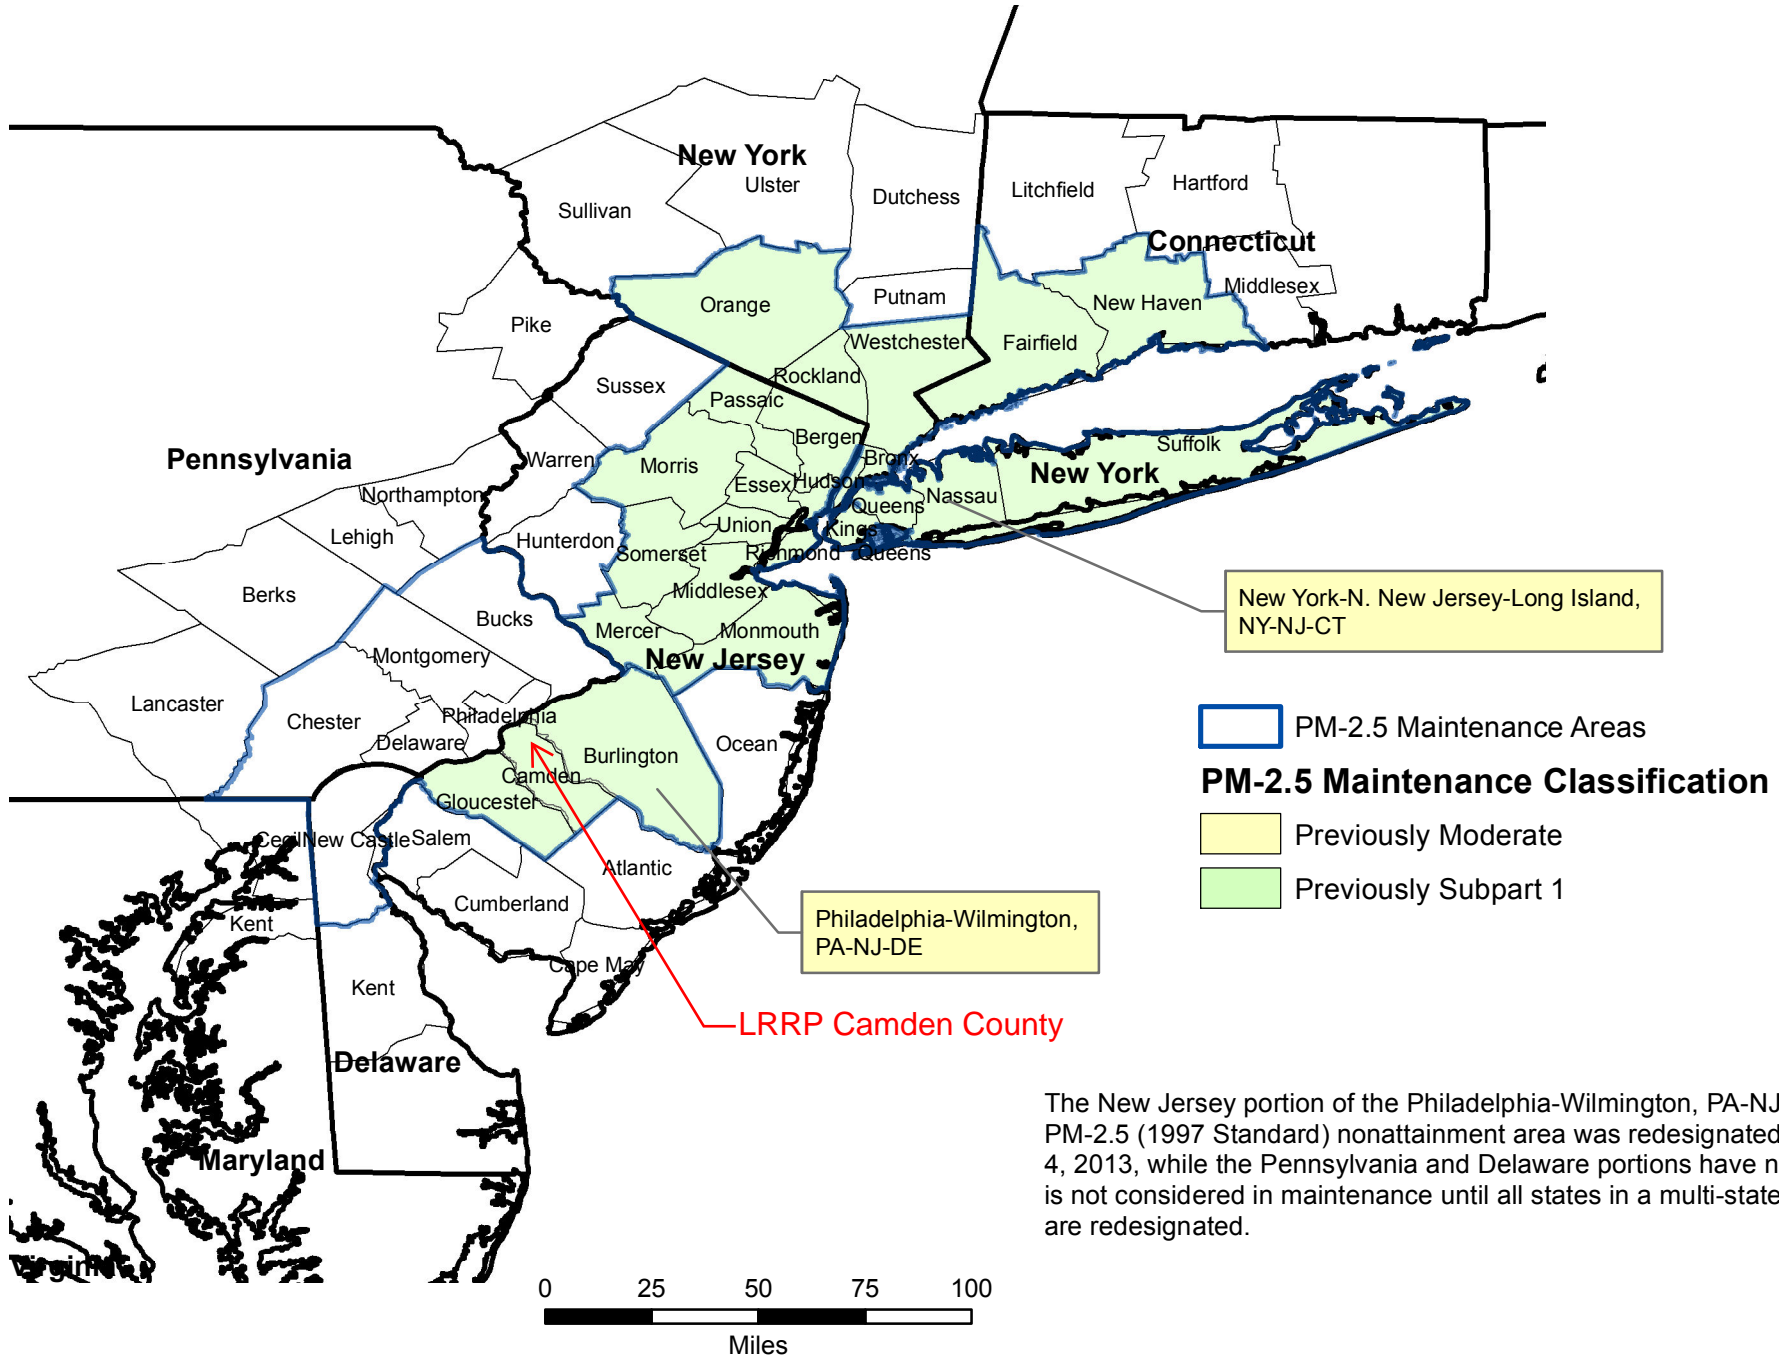 New York
Ulster
Sullivan
Dutchess
Litchfield
Hartford
Connecticut
Orange
Putnam
New Haven
Middlesex
Pike
Westchester
Fairfield
Sussex
Rockland
Passaic
Bergen
Suffolk
Pennsylvania
Warren
Morris
Bronx
New York
Northampton
Essex
Hudson
Nassau
Queens
Lehigh
Union
Kings
Hunterdon
Somerset
Richmond
Queens
Berks
Middlesex
New York-N. New Jersey-Long Island,
NY-NJ-CT
Bucks
Mercer
Monmouth
Montgomery
New Jersey
Lancaster
Chester
Philadelphia
Delaware
Burlington
Ocean
PM-2.5 Maintenance Areas
Camden
Gloucester
PM-2.5 Maintenance Classification
Cecil
New Castle
Salem
Previously Moderate
Atlantic
Previously Subpart 1
Cumberland
Kent
Philadelphia-Wilmington,
PA-NJ-DE
Cape May
Kent
LRRP Camden County
Delaware
The New Jersey portion of the Philadelphia-Wilmington, PA-NJ
PM-2.5 (1997 Standard) nonattainment area was redesignated
4, 2013, while the Pennsylvania and Delaware portions have n
is not considered in maintenance until all states in a multi-state
are redesignated.
Maryland
Virginia
0 25 50 75 100
Miles